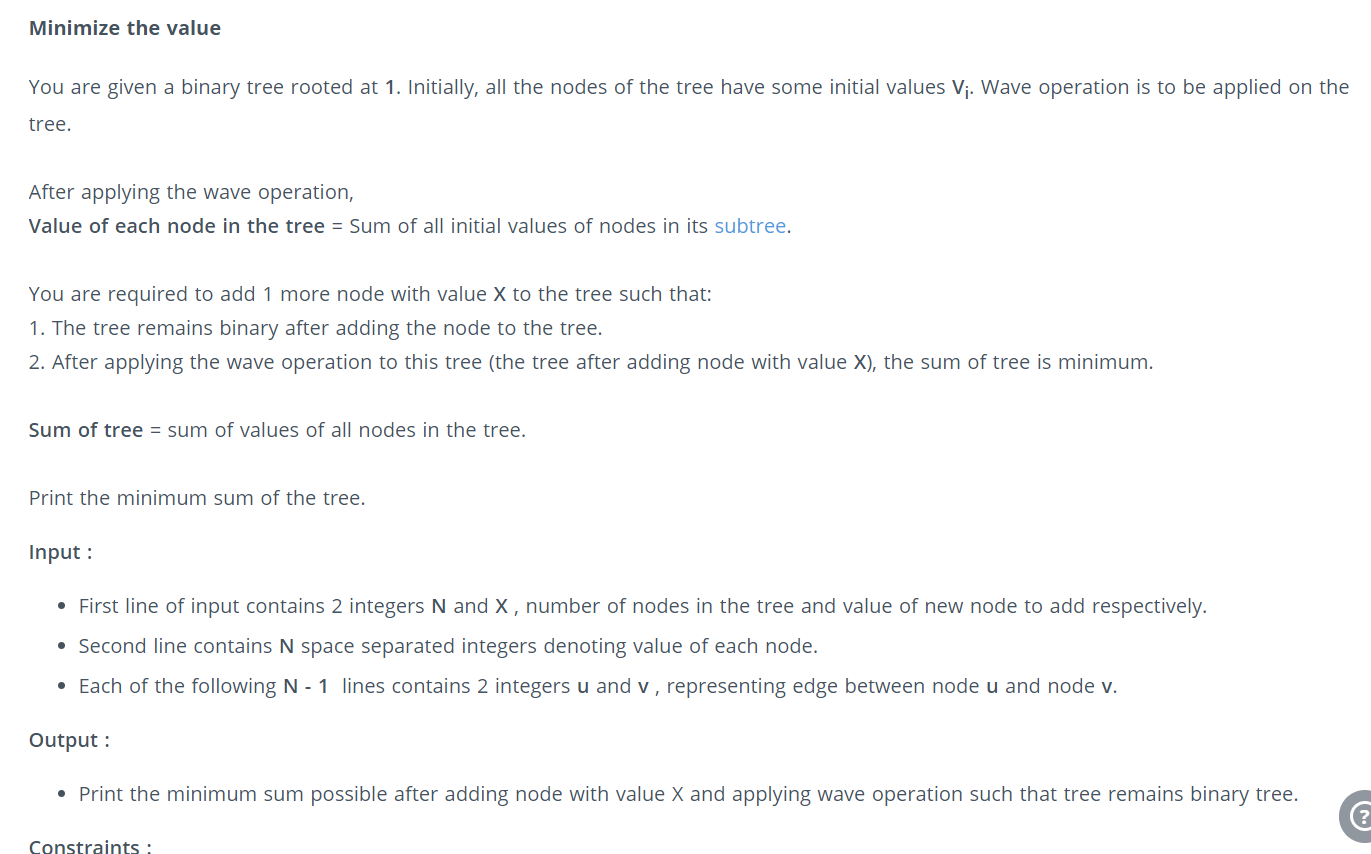 Minimize the value
You are given a binary tree rooted at 1. Initially, all the nodes of the tree have some initial values Vi. Wave operation is to be applied on the
tree.
After applying the wave operation,
Value of each node in the tree = Sum of all initial values of nodes in its subtree.
You are required to add 1 more node with value X to the tree such that:
1. The tree remains binary after adding the node to the tree.
2. After applying the wave operation to this tree (the tree after adding node with value X), the sum of tree is minimum.
Sum of tree = sum of values of all nodes in the tree.
Print the minimum sum of the tree.
Input :
• First line of input contains 2 integers N and X , number of nodes in the tree and value of new node to add respectively.
• Second line contains N space separated integers denoting value of each node.
• Each of the following N - 1 lines contains 2 integers u and v , representing edge between node u and node v.
Output :
• Print the minimum sum possible after adding node with value X and applying wave operation such that tree remains binary tree.
?
Constraints :